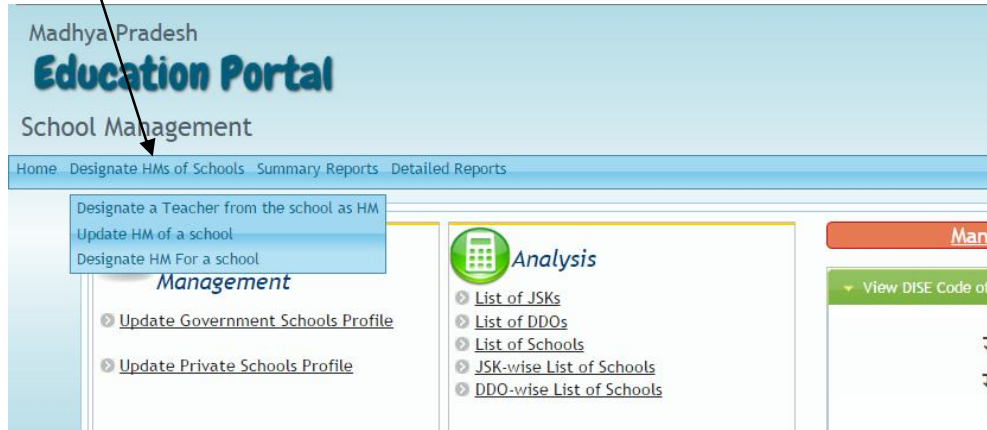 Madhya Pradesh
Education Portal
School Management
Home Designate HMs of Schools Summary Reports Detailed Reports
Designate a Teacher from the school as HM
Update HM of a school
Designate HM For a school
Management
Update Government Schools Profile
Update Private Schools Profile
Analysis
List of JSKs
List of DDOs
List of Schools
JSK-wise List of Schools
DDO-wise List of Schools
Man
View DISE Code of